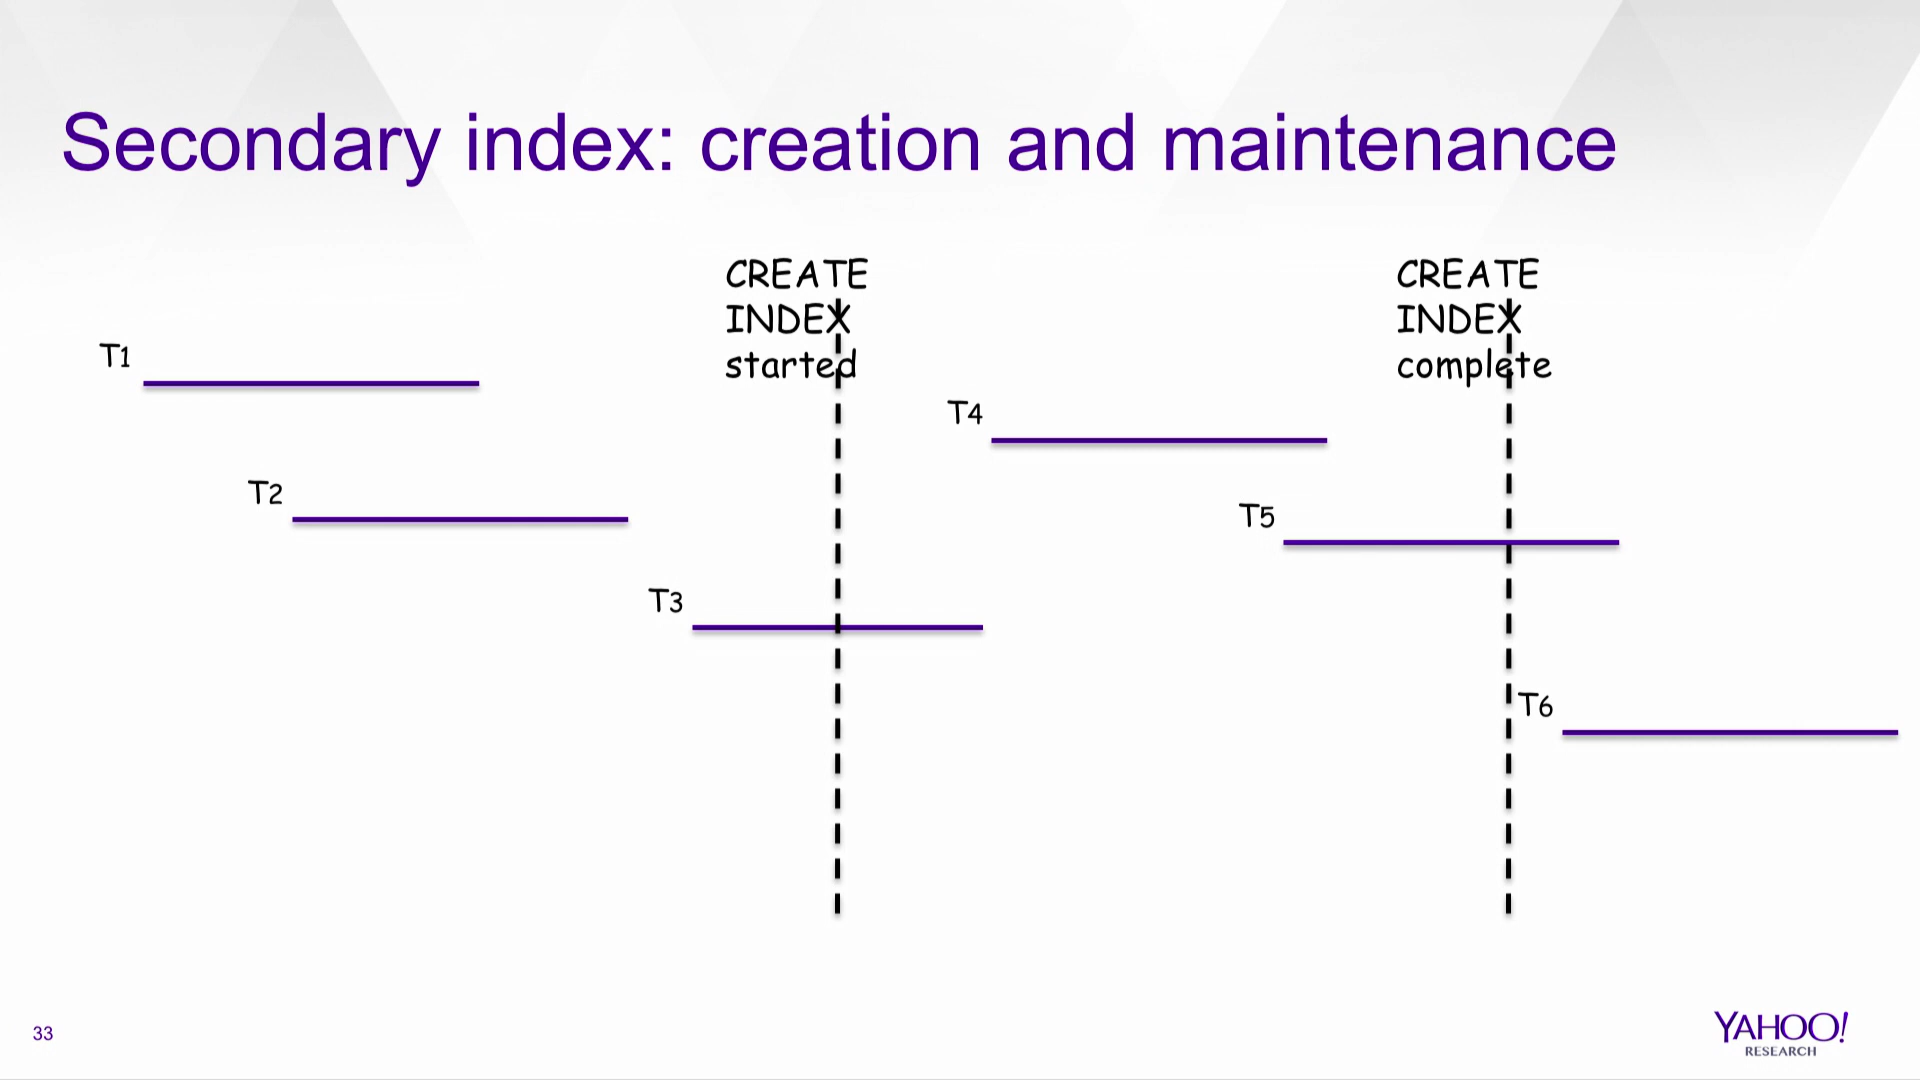 Secondary index: creation and maintenance
CREATE
INDEX
started
CREATE
INDEX
complete
T1
T4
T2
T5
T3
T6
33
YAHOO!
RESEARCH